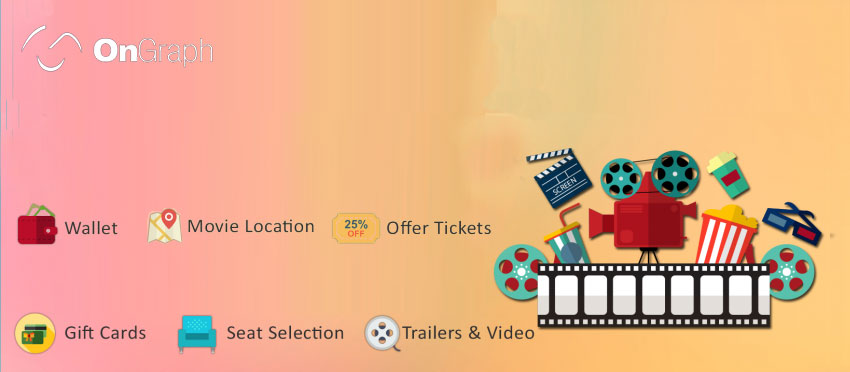 OnGraph
SCREEN
Wallet
Movie Location
25%
OFF
Offer Tickets
Gift Cards
Seat Selection
Trailers & Video